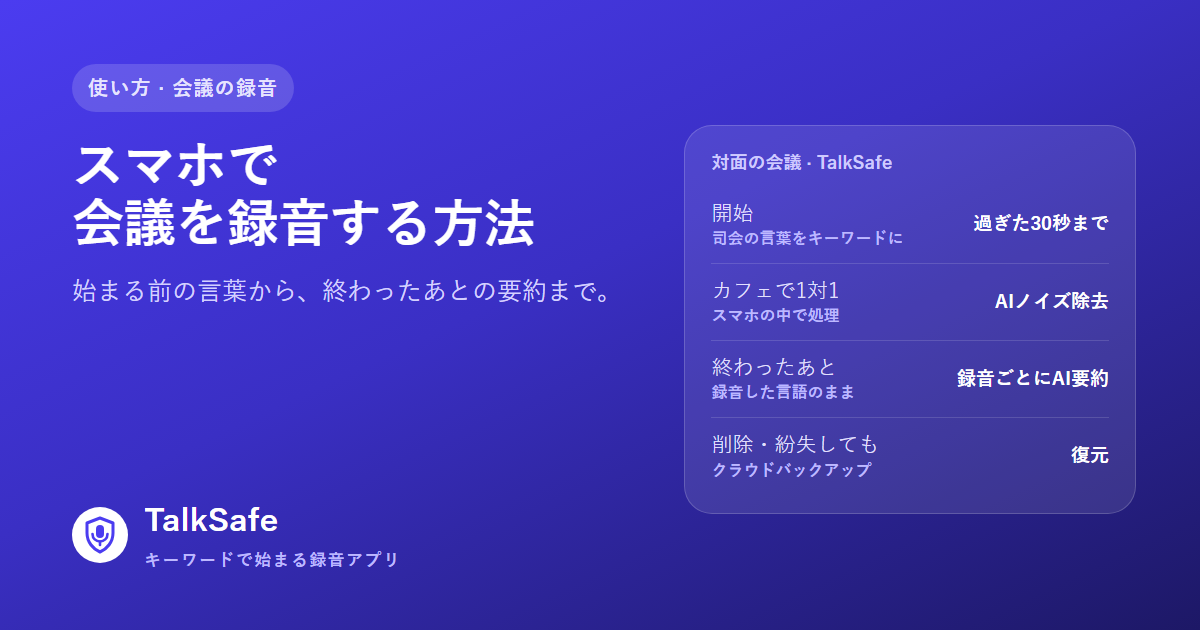 使い方・会議の録音
スマホで
会議を録音する方法
始まる前の言葉から、終わったあとの要約まで。
対面の会議・TalkSafe
開始
司会の言葉をキーワードに
過ぎた30秒まで
カフェで1対1
スマホの中で処理
AIノイズ除去
終わったあと
録音した言語のまま
録音ごとにAI要約
削除・紛失しても
クラウドバックアップ
復元
TalkSafe
キーワードで始まる録音アプリ